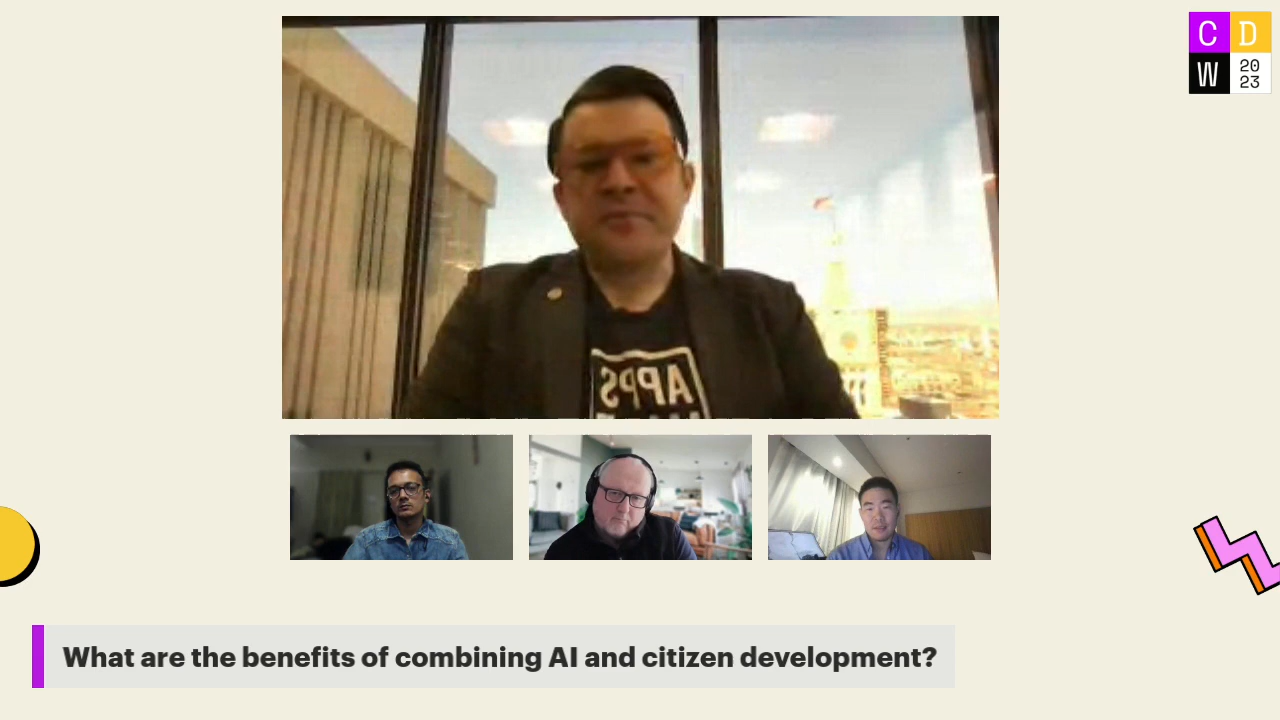 C D
W 20
23
APPS
What are the benefits of combining AI and citizen development?